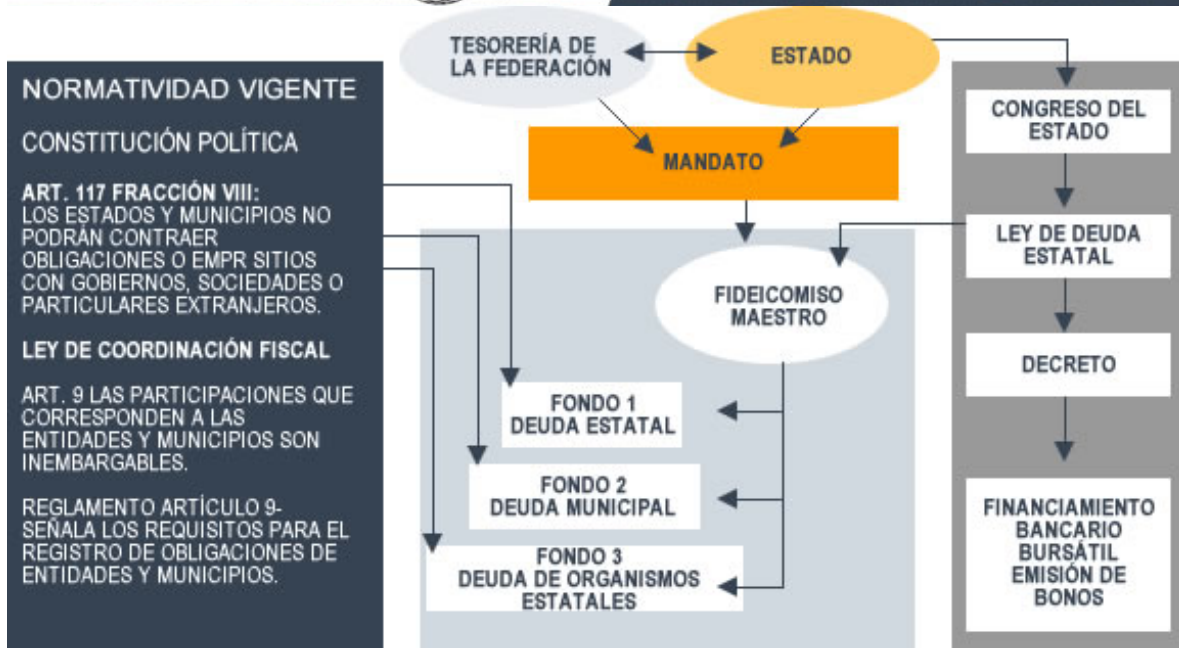 NORMATIVIDAD VIGENTE
CONSTITUCIÓN POLÍTICA
ART. 117 FRACCIÓN VIII:
LOS ESTADOS Y MUNICIPIOS NO
PODRÁN CONTRAER
OBLIGACIONES O EMPR SITIOS
CON GOBIERNOS, SOCIEDADES O
PARTICULARES EXTRANJEROS.
LEY DE COORDINACIÓN FISCAL
ART. 9 LAS PARTICIPACIONES QUE
CORRESPONDEN A LAS
ENTIDADES Y MUNICIPIOS SON
INEMBARGABLES.
REGLAMENTO ARTÍCULO 9-
SEÑALA LOS REQUISITOS PARA EL
REGISTRO DE OBLIGACIONES DE
ENTIDADES Y MUNICIPIOS.
TESORERÍA DE
LA FEDERACIÓN
ESTADO
MANDATO
FIDEICOMISO
MAESTRO
FONDO 1
DEUDA ESTATAL
FONDO 2
DEUDA MUNICIPAL
FONDO 3
DEUDA DE ORGANISMOS
ESTATALES
CONGRESO DEL
ESTADO
LEY DE DEUDA
ESTATAL
DECRETO
FINANCIAMIENTO
BANCARIO
BURSÁTIL
EMISIÓN DE
BONOS